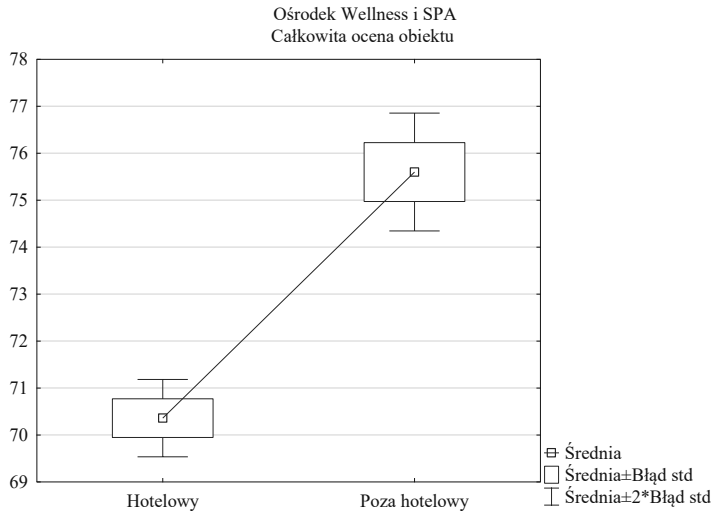 Ośrodek Wellness i SPA
Całkowita ocena obiektu
78
77
76
75
74
73
72
71
70
69
Hotelowy
Poza hotelowy
Średnia
Średnia±Błąd std
Średnia±2*Błąd std